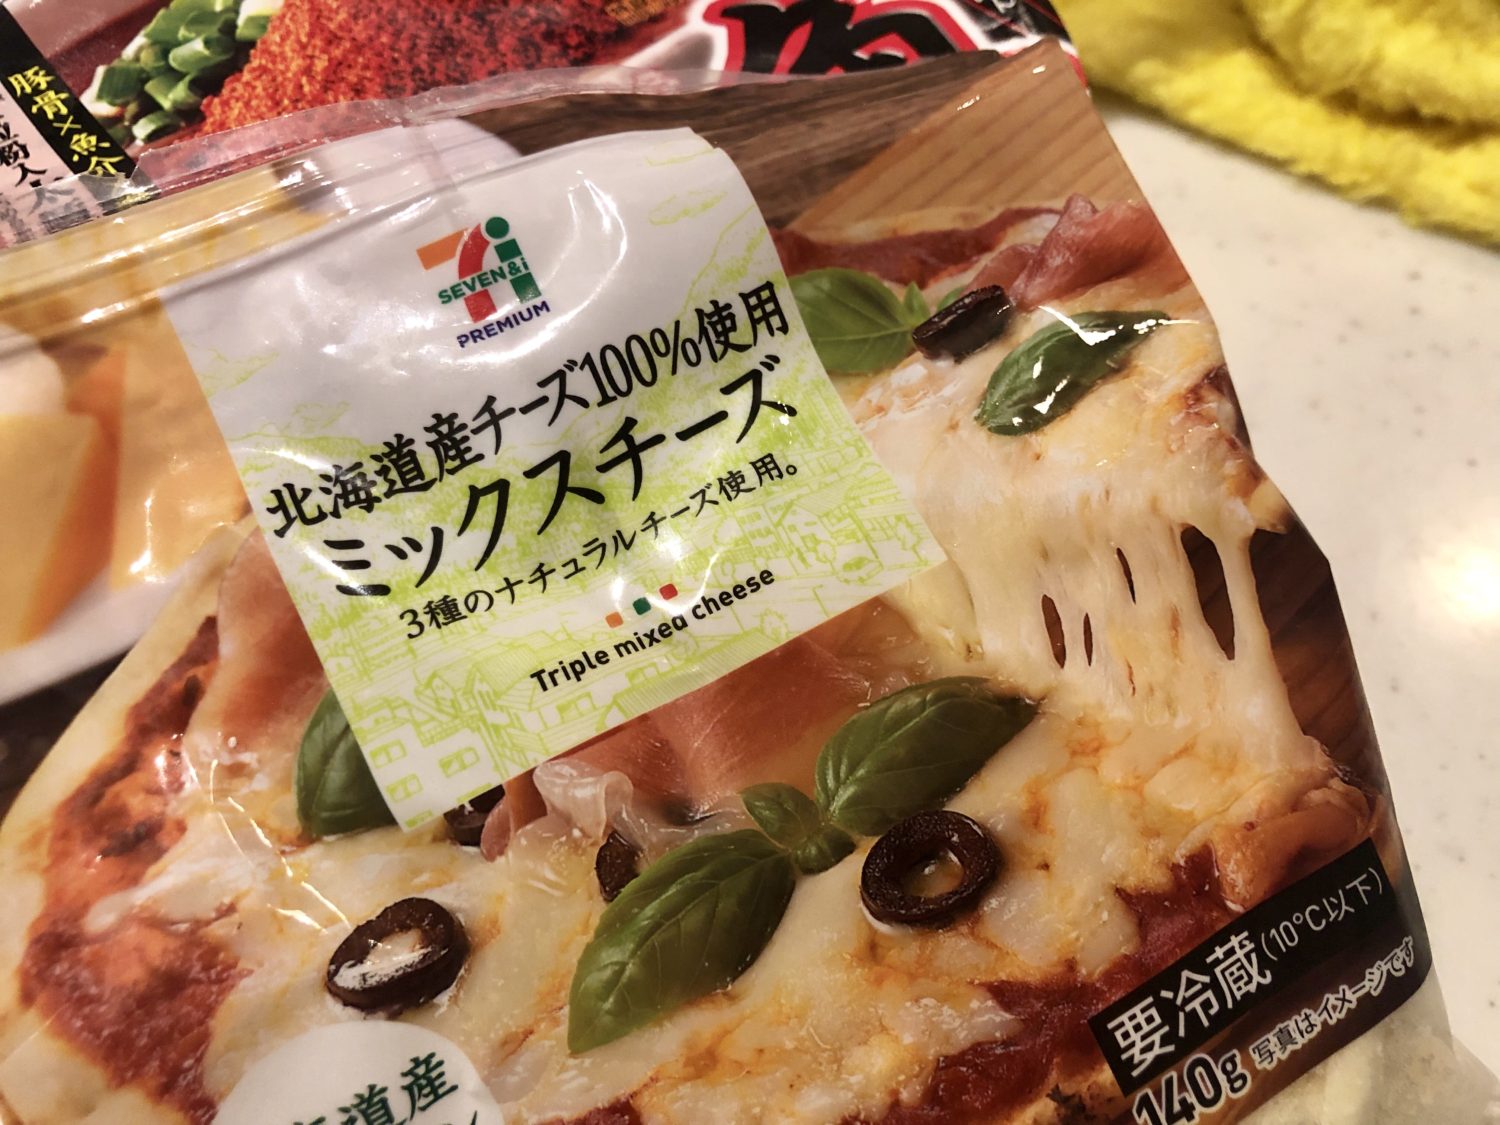 豚骨×魚介
SEVEN&i
PREMIUM
北海道産チーズ100%使用
ミックスチーズ
3種のナチュラルチーズ使用。
Triple mixed cheese
要冷蔵(10℃以下)
140g 写真はイメージです
道産